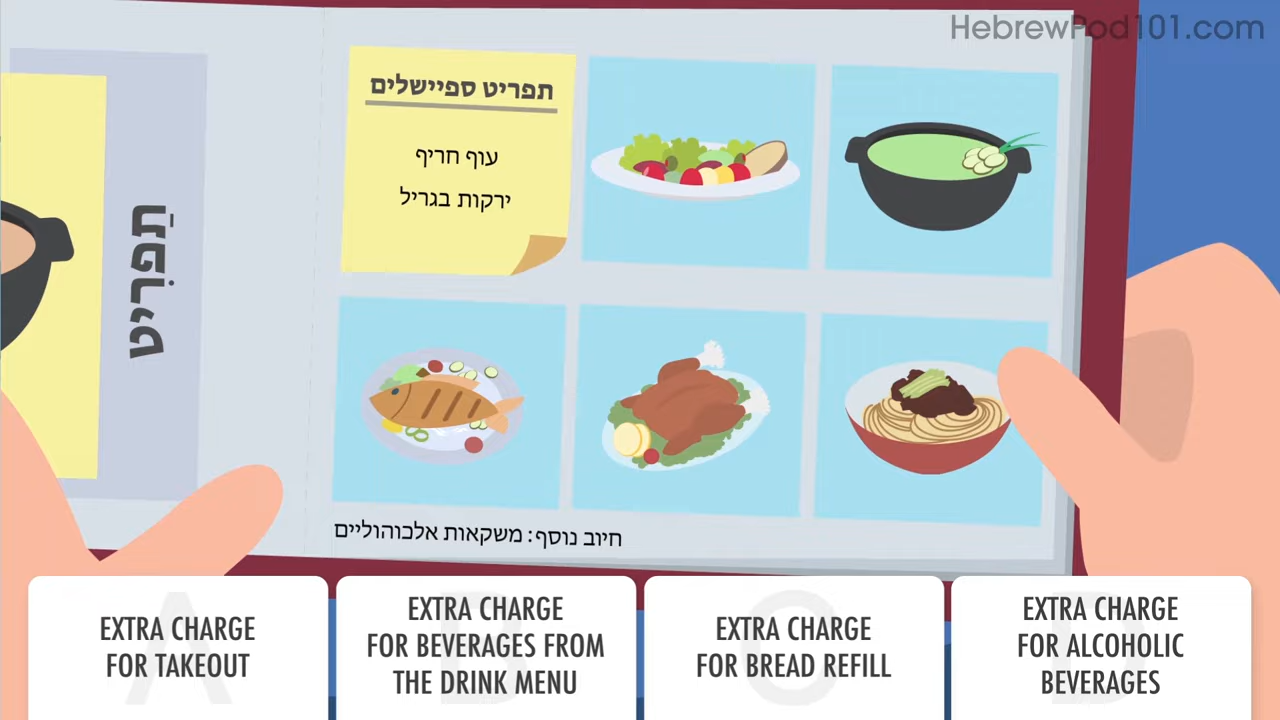 HebrewPod101.com
תַפְרִיט
תפריט ספיישלים
עוף חריף
ירקות בגריל
חיוב נוסף: משקאות אלכוהוליים
A
EXTRA CHARGE
FOR TAKEOUT
B
EXTRA CHARGE
FOR BEVERAGES FROM
THE DRINK MENU
C
EXTRA CHARGE
FOR BREAD REFILL
D
EXTRA CHARGE
FOR ALCOHOLIC
BEVERAGES